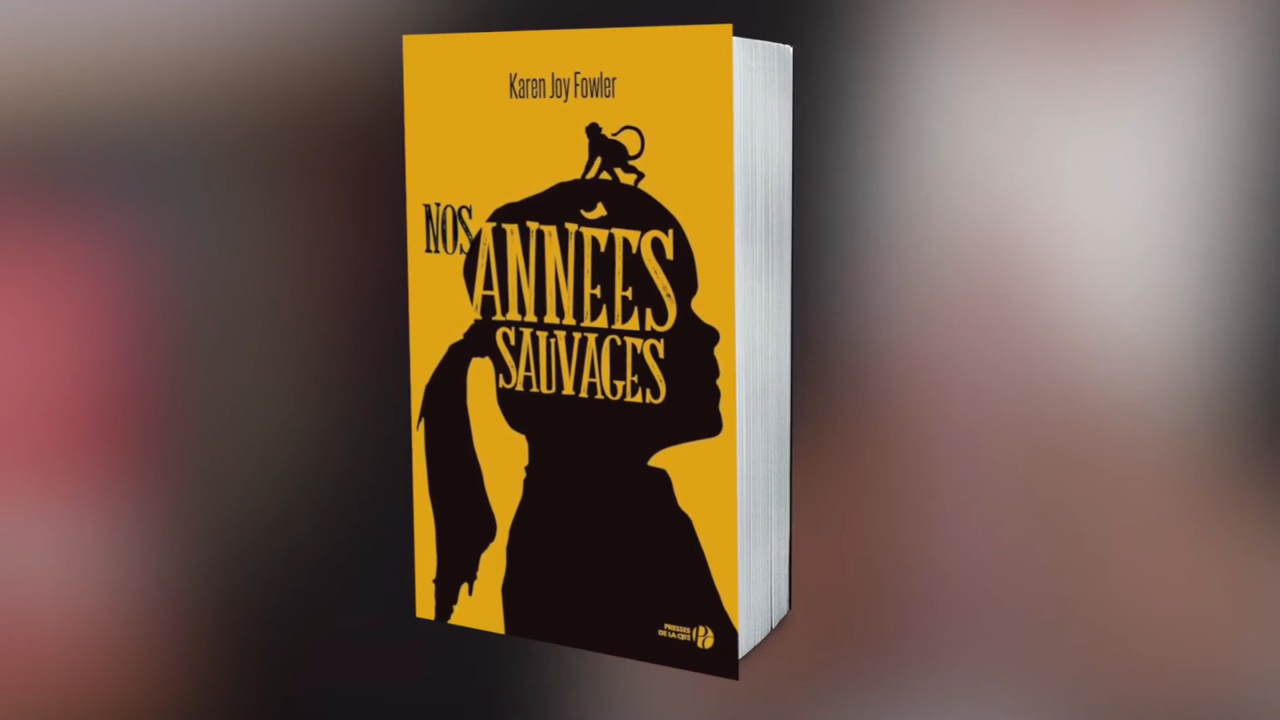 Karen Joy Fowler
NOS
ANNÉES
SAUVAGES
PRESSES
DE LA CITÉ